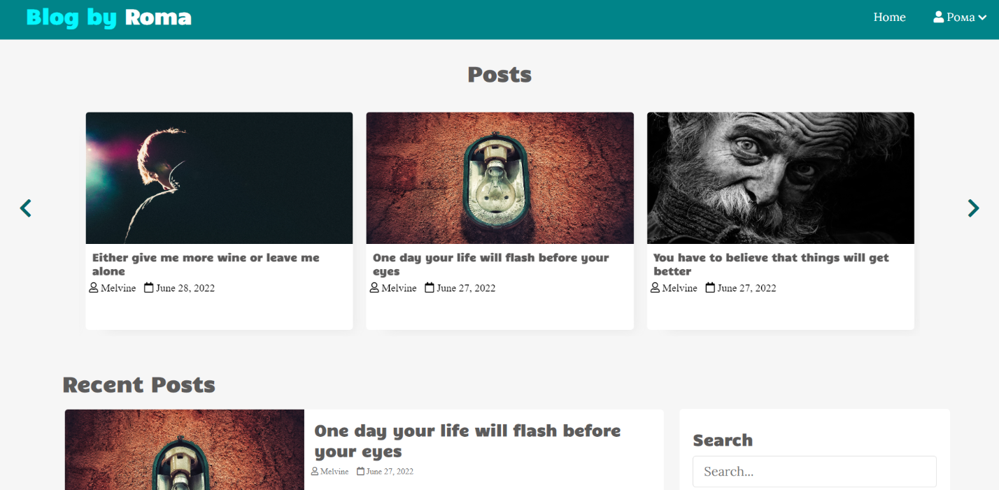 Blog by Roma
Home
Рома
Posts
Either give me more wine or leave me
alone
Melvine June 28, 2022
One day your life will flash before your
eyes
Melvine June 27, 2022
You have to believe that things will get
better
Melvine June 27, 2022
Recent Posts
One day your life will flash before
your eyes
Melvine June 27, 2022
Search
Search...